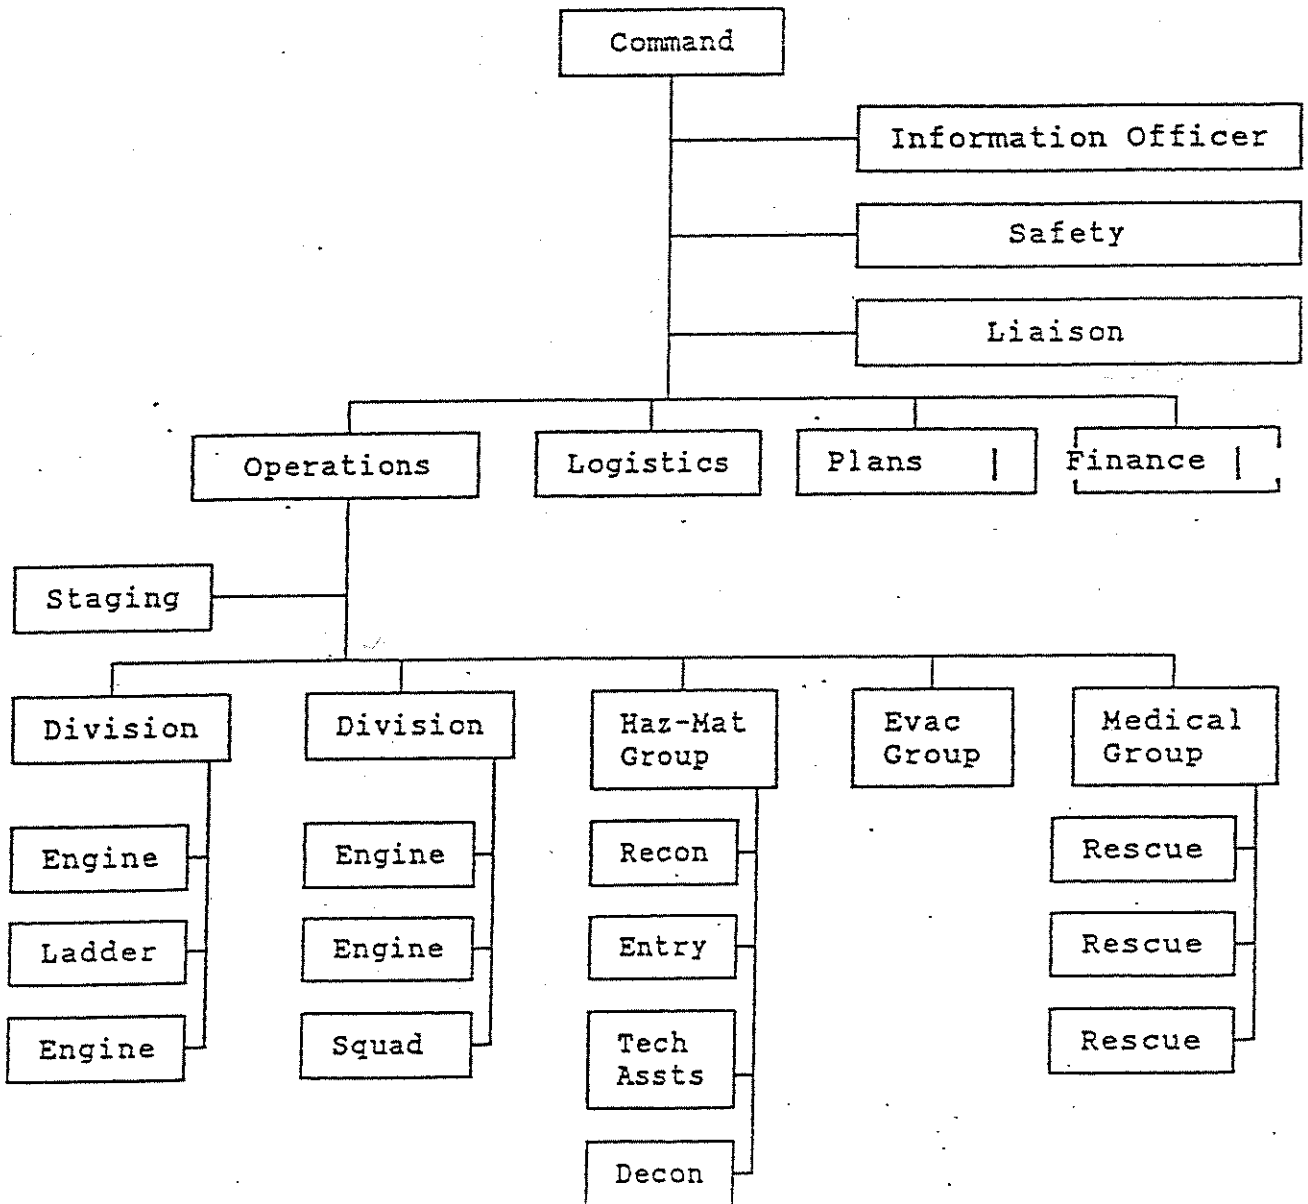 Command
Information Officer
Safety
Liaison
Operations
Logistics
Plans
Finance
Staging
Division
Division
Haz-Mat
Group
Evac
Group
Medical
Group
Engine
Ladder
Engine
Engine
Engine
Squad
Recon
Entry
Tech
Assts
Decon
Rescue
Rescue
Rescue